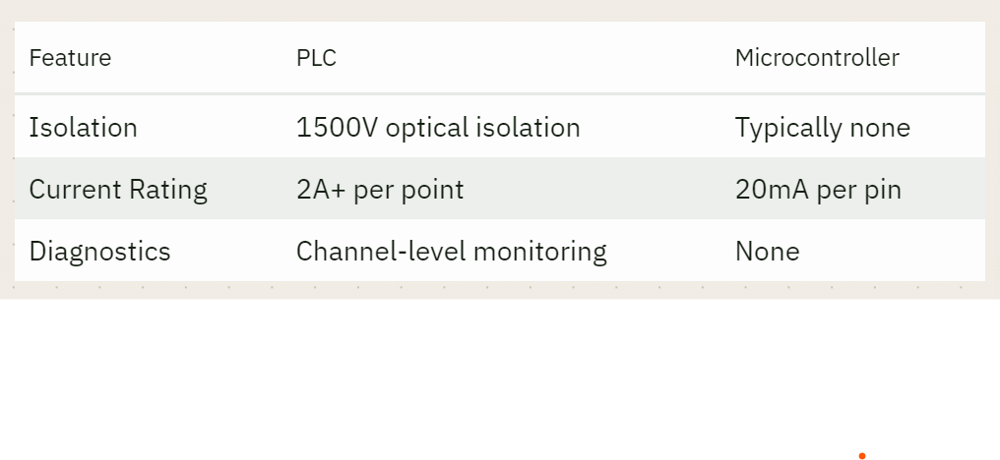 Feature PLC Microcontroller
Isolation 1500V optical isolation Typically none
Current Rating 2A+ per point 20mA per pin
Diagnostics Channel-level monitoring None